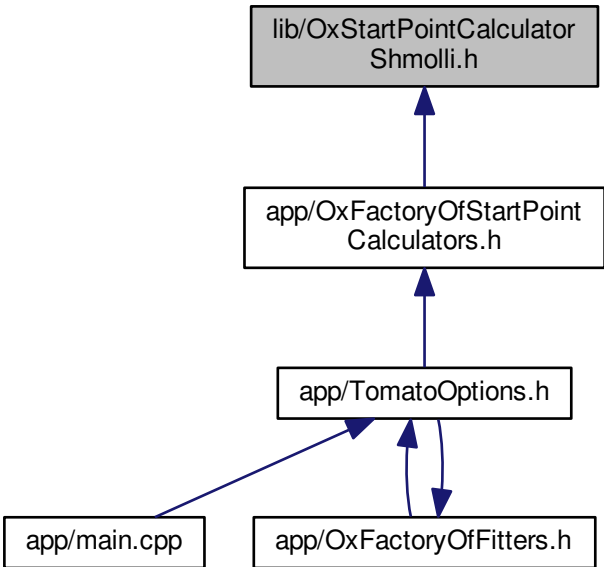 lib/OxStartPointCalculator
Shmolli.h
app/OxFactoryOfStartPoint
Calculators.h
app/TomatoOptions.h
app/main.cpp
app/OxFactoryOfFitters.h